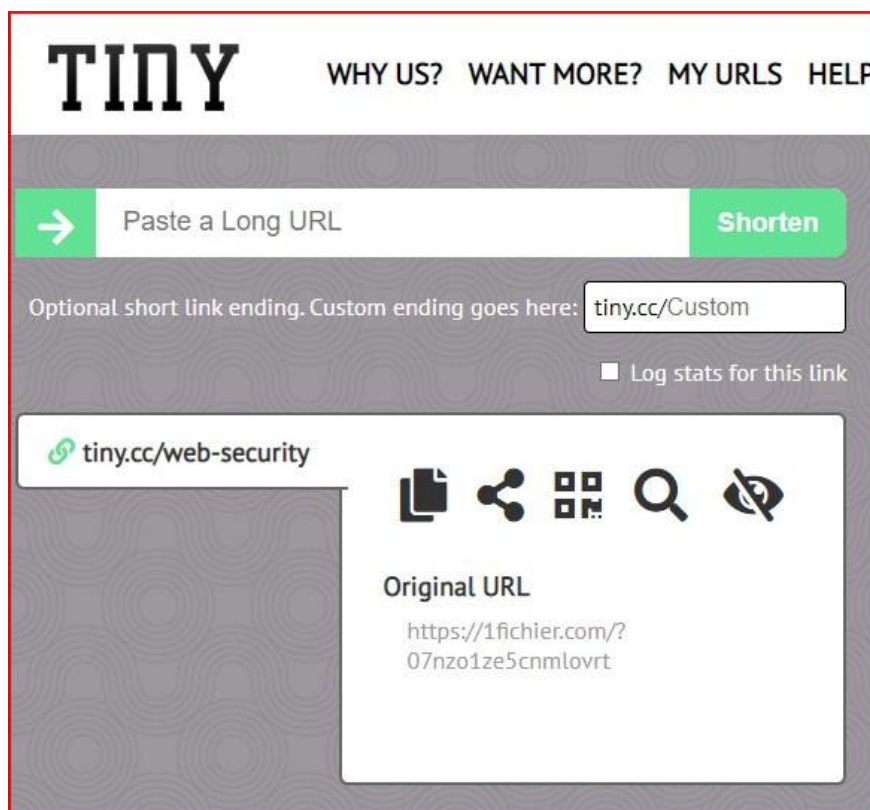 TINY
WHY US? WANT MORE? MY URLS HELP
Paste a Long URL
Shorten
Optional short link ending. Custom ending goes here: tiny.cc/Custom
Log stats for this link
tiny.cc/web-security
Original URL
https://1fichier.com/?
07nzo1ze5cnmlovrt